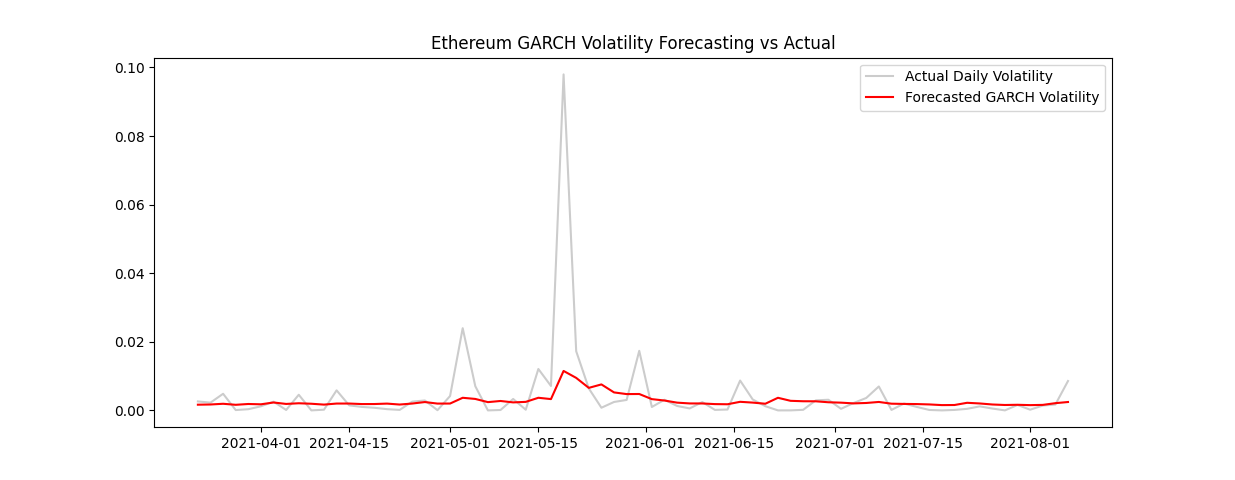 Ethereum GARCH Volatility Forecasting vs Actual
Actual Daily Volatility
Forecasted GARCH Volatility
0.10
0.08
0.06
0.04
0.02
0.00
2021-04-01 2021-04-15 2021-05-01 2021-05-15 2021-06-01 2021-06-15 2021-07-01 2021-07-15 2021-08-01